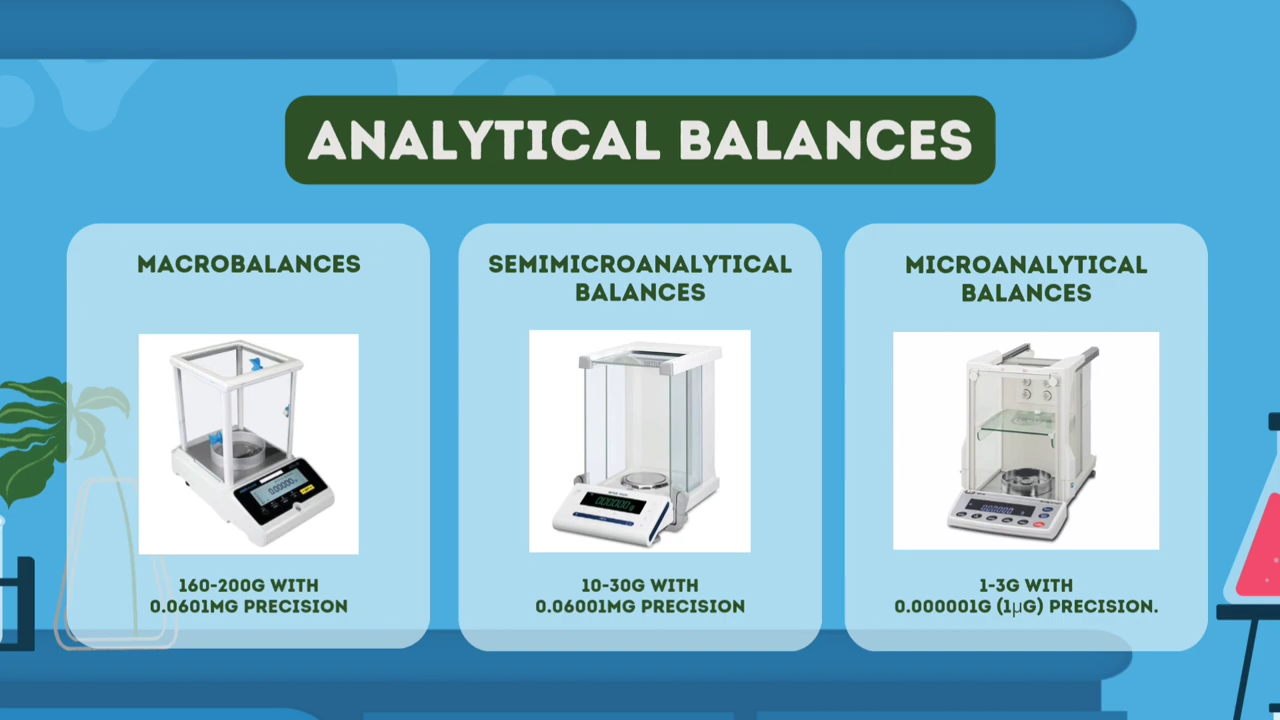 ANALYTICAL BALANCES
MACROBALANCES
160-200G WITH
0.0601MG PRECISION
SEMIMICROANALYTICAL
BALANCES
10-30G WITH
0.06001MG PRECISION
MICROANALYTICAL
BALANCES
1-3G WITH
0.000001G (1µG) PRECISION.